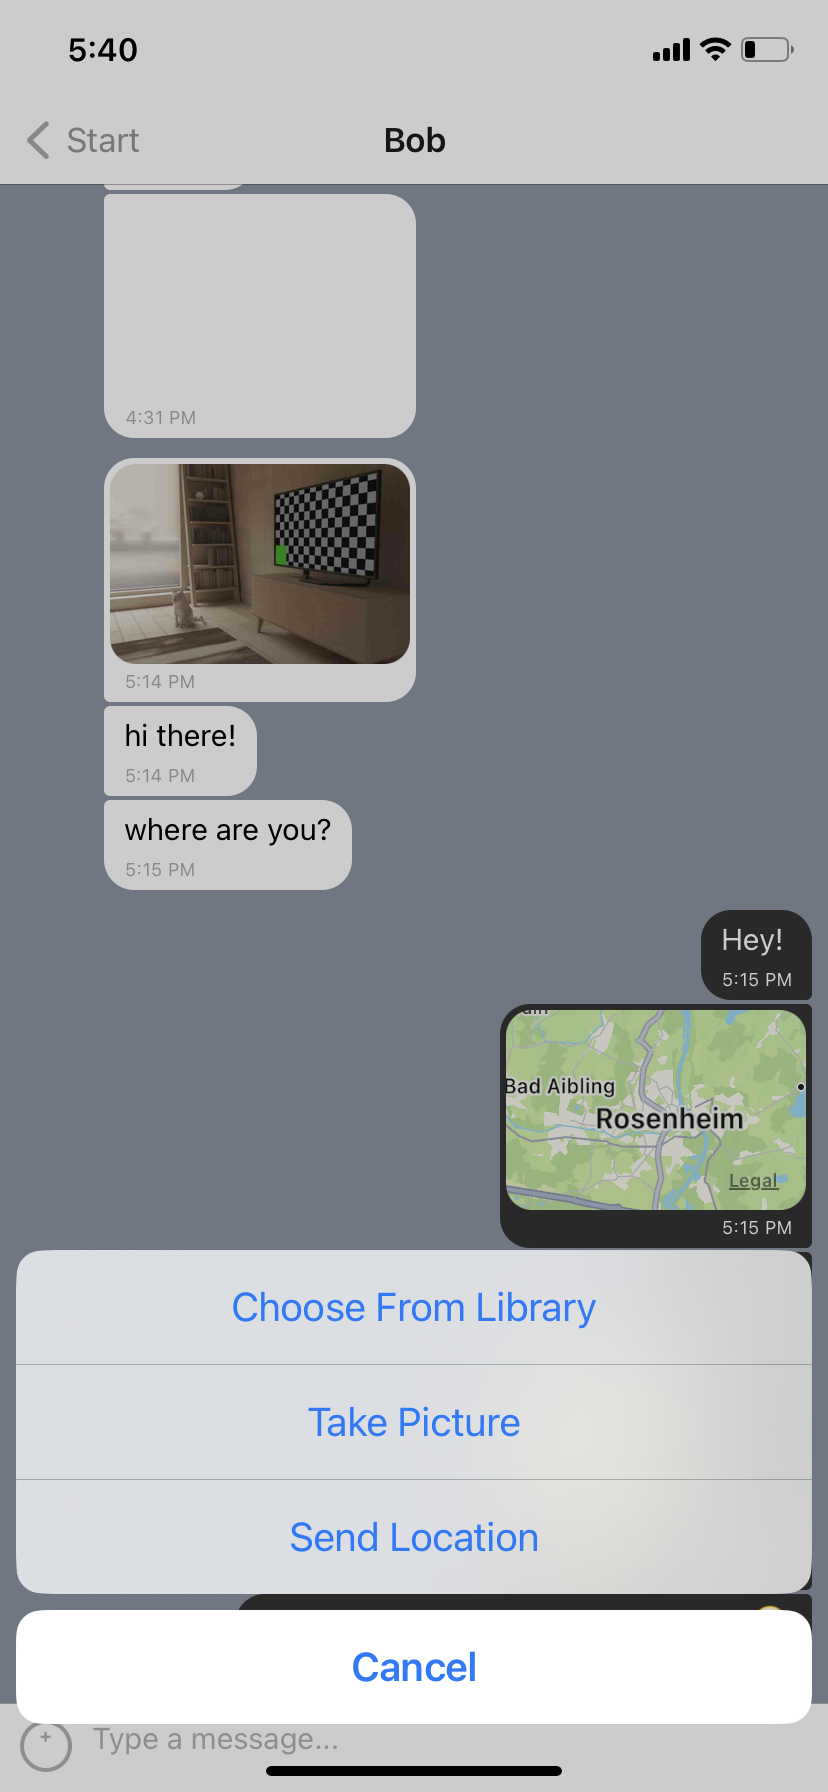 5:40
Start
Bob
4:31 PM
5:14 PM
hi there!
5:14 PM
where are you?
5:15 PM
Hey!
5:15 PM
Bad Aibling
Rosenheim
Legal
5:15 PM
Choose From Library
Take Picture
Send Location
Cancel
+
Type a message...